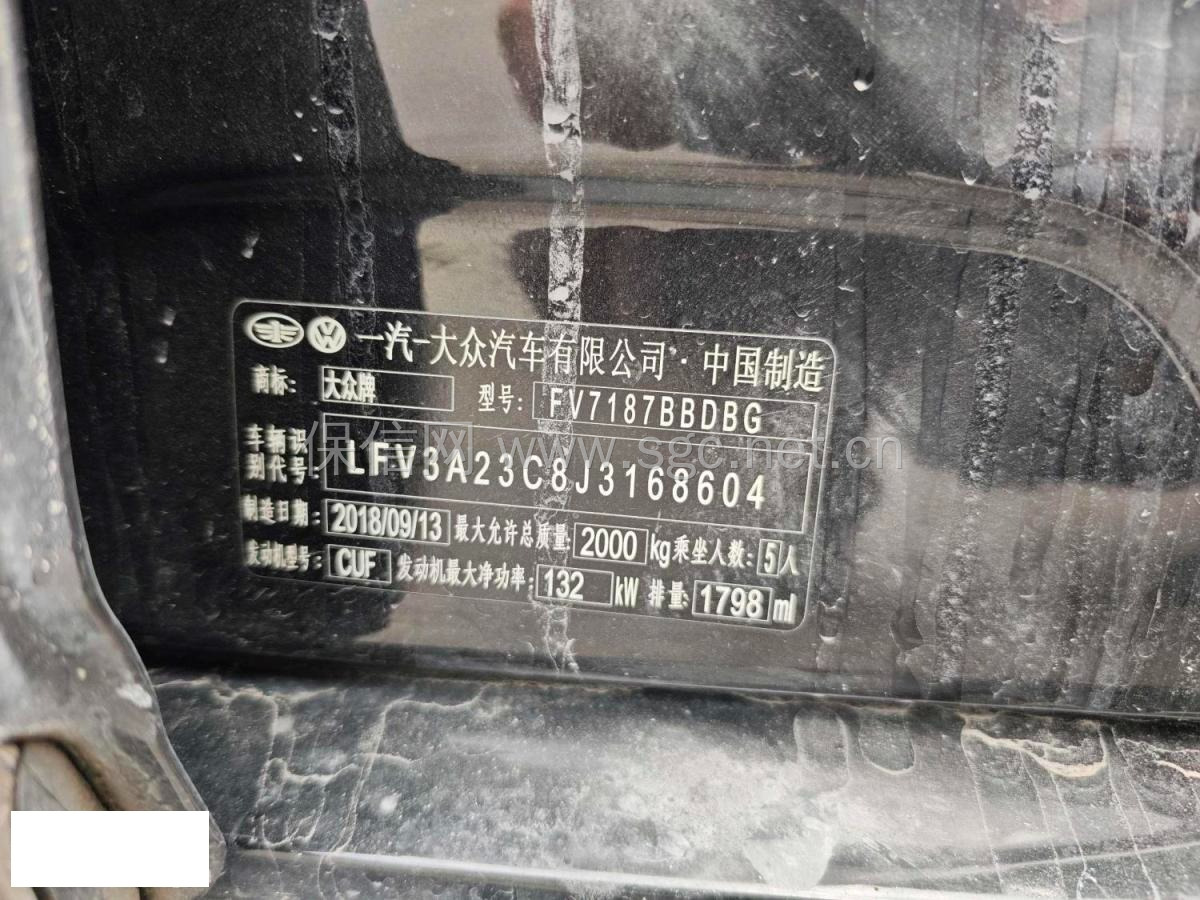 一汽-大众汽车有限公司·中国制造
商标: 大众牌 型号: FV7187BBDBG
车辆识别代号: LFV3A23C8J3168604
制造日期: 2018/09/13 最大允许总质量: 2000 kg 乘坐人数: 5 人
发动机型号: CUF 发动机最大净功率: 132 kW 排量: 1798 ml
保信网 www.sgc.net.cn